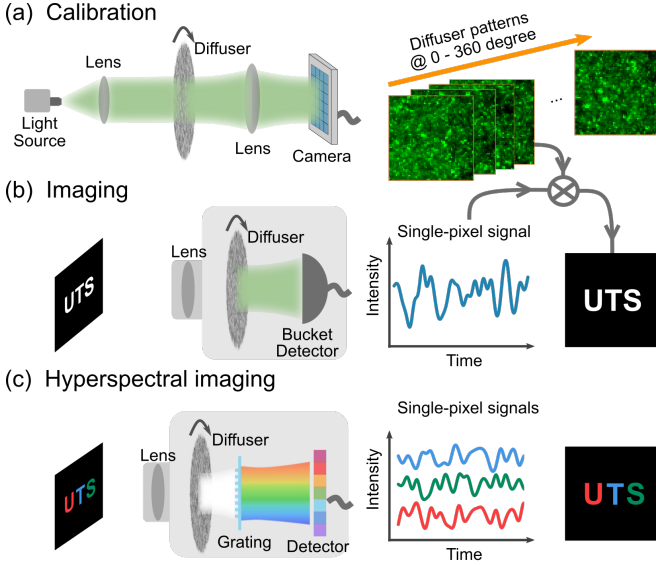 (a) Calibration
Lens
Diffuser
Light
Source
Lens
Camera
Diffuser patterns
@ 0 - 360 degree
...
(b) Imaging
UTS
Lens
Diffuser
Bucket
Detector
Single-pixel signal
Intensity
Time
UTS
(c) Hyperspectral imaging
UTS
Lens
Diffuser
Grating
Detector
Single-pixel signals
Intensity
Time
UTS